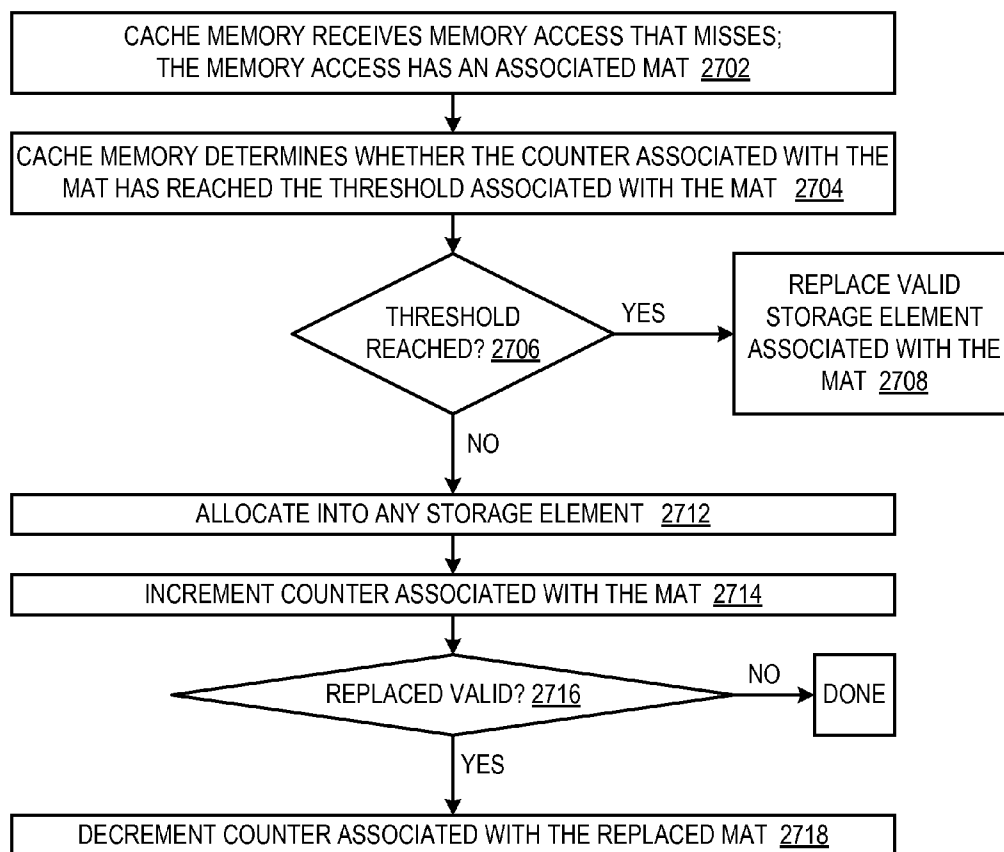 CACHE MEMORY RECEIVES MEMORY ACCESS THAT MISSES;
THE MEMORY ACCESS HAS AN ASSOCIATED MAT 2702
CACHE MEMORY DETERMINES WHETHER THE COUNTER ASSOCIATED WITH THE
MAT HAS REACHED THE THRESHOLD ASSOCIATED WITH THE MAT 2704
THRESHOLD
REACHED? 2706
YES
REPLACE VALID
STORAGE ELEMENT
ASSOCIATED WITH THE
MAT 2708
NO
ALLOCATE INTO ANY STORAGE ELEMENT 2712
INCREMENT COUNTER ASSOCIATED WITH THE MAT 2714
REPLACED VALID? 2716
NO
DONE
YES
DECREMENT COUNTER ASSOCIATED WITH THE REPLACED MAT 2718